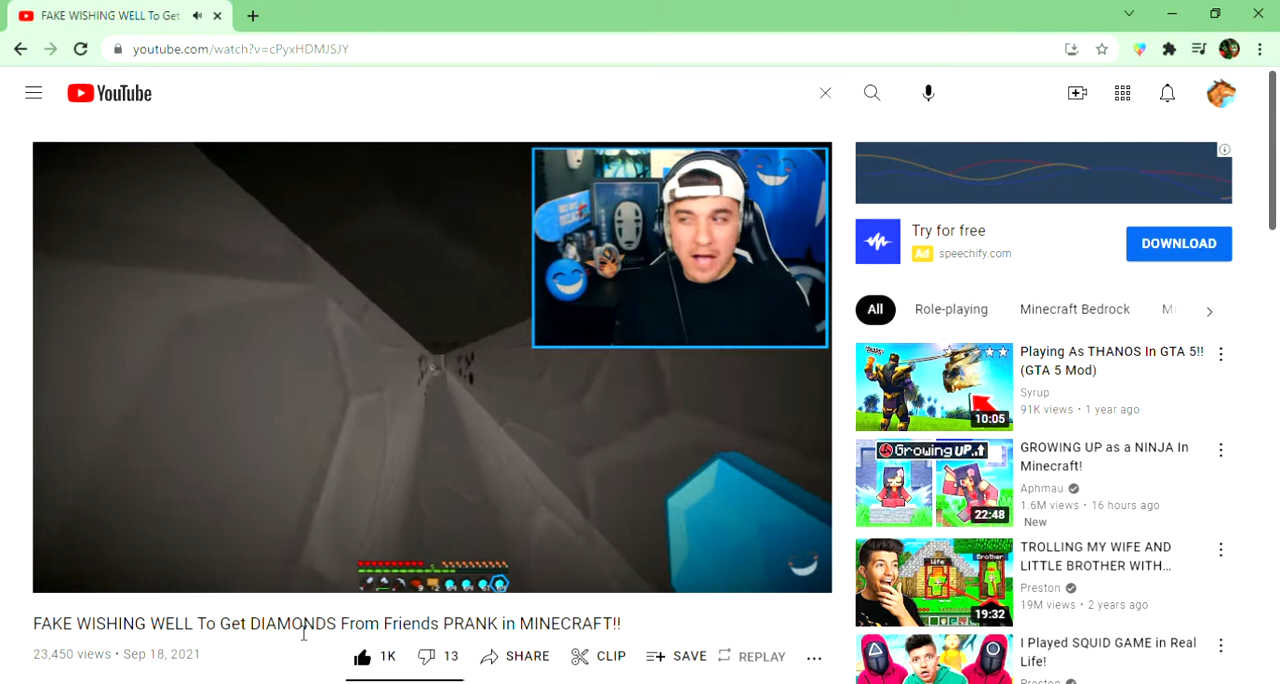 FAKE WISHING WELL To Get
youtube.com/watch?v=cPyxHDMJSJY
YouTube
Try for free
Ad speechify.com
DOWNLOAD
All Role-playing Minecraft Bedrock
Playing As THANOS In GTA 5!!
(GTA 5 Mod)
Syrup
91K views • 1 year ago
10:05
Growing UP
GROWING UP as a NINJA In
Minecraft!
Aphmau
1.6M views • 16 hours ago
New
22:48
Wife
Brother
TROLLING MY WIFE AND
LITTLE BROTHER WITH...
Preston
19M views • 2 years ago
19:32
I Played SQUID GAME in Real
Life!
Preston
FAKE WISHING WELL To Get DIAMONDS From Friends PRANK in MINECRAFT!!
23,450 views • Sep 18, 2021
1K 13 SHARE CLIP SAVE REPLAY